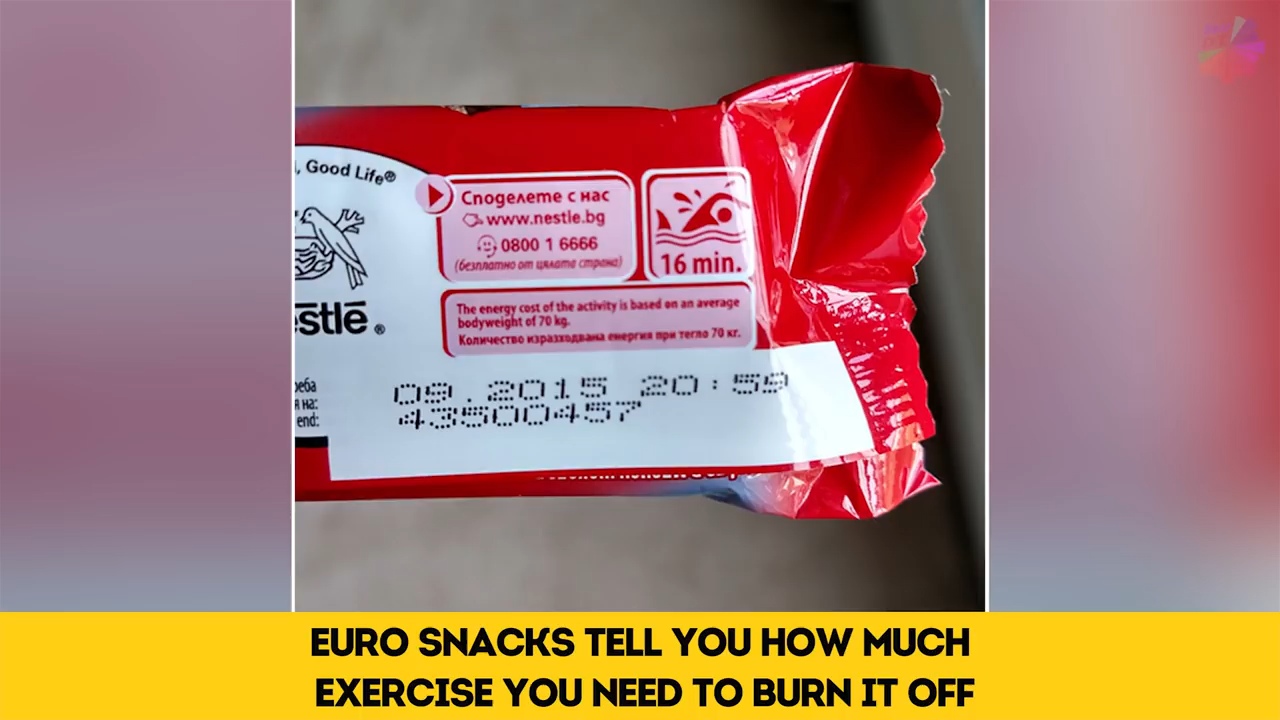 , Good Life®
Споделете с нас
www.nestle.bg
0800 1 6666
(безплатно от цялата страна)
16 min.
The energy cost of the activity is based on an average
bodyweight of 70 kg.
Количество изразходвана енергия при тегло 70 кг.
estlé®
реба
на:
end:
09.2015 20:59
43500457
EURO SNACKS TELL YOU HOW MUCH
EXERCISE YOU NEED TO BURN IT OFF